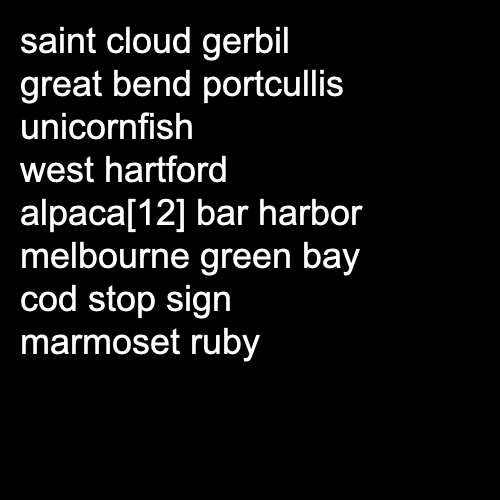 saint cloud gerbil
great bend portcullis
unicornfish
west hartford
alpaca[12] bar harbor
melbourne green bay
cod stop sign
marmoset ruby